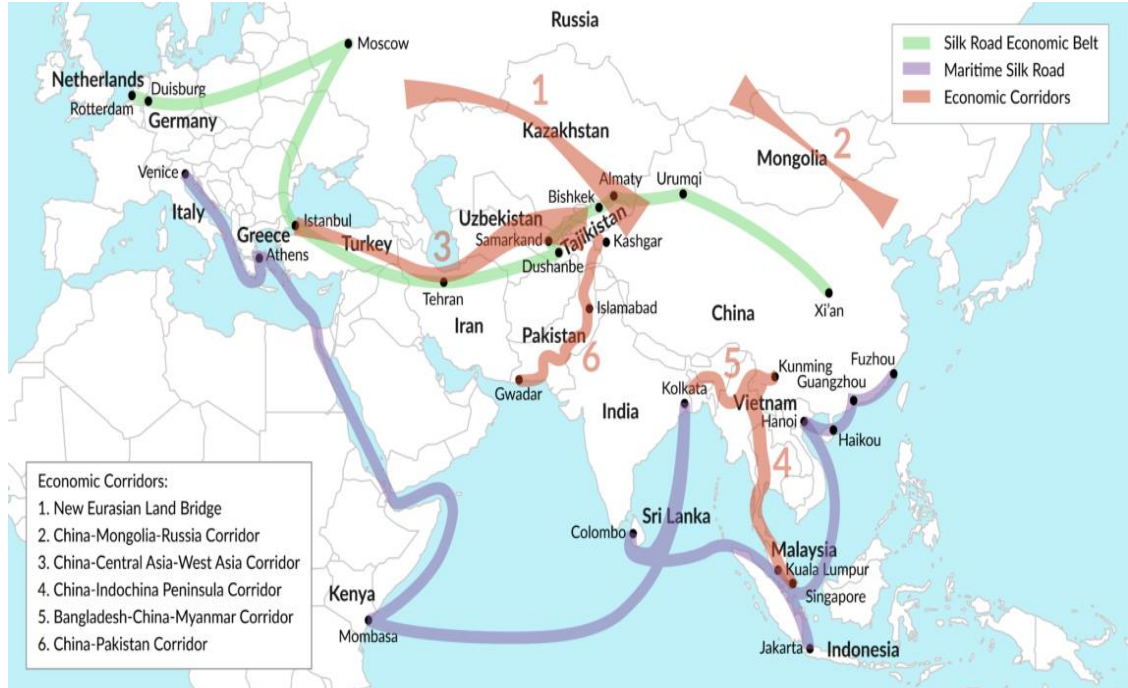 Russia
Silk Road Economic Belt
Maritime Silk Road
Economic Corridors
Moscow
Netherlands
Duisburg
Rotterdam
Germany
1
Kazakhstan
2
Mongolia
Venice
Italy
Almaty
Urumqi
Bishkek
Istanbul
Greece
Turkey
Athens
3
Uzbekistan
Samarkand
Tajikistan
Kashgar
Dushanbe
Tehran
Iran
Islamabad
Pakistan
China
Xi'an
6
Gwadar
5
Kunming
Fuzhou
Guangzhou
Kolkata
Vietnam
Hanoi
Haikou
India
4
Sri Lanka
Colombo
Malaysia
Kuala Lumpur
Singapore
Kenya
Mombasa
Jakarta
Indonesia
Economic Corridors:
1. New Eurasian Land Bridge
2. China-Mongolia-Russia Corridor
3. China-Central Asia-West Asia Corridor
4. China-Indochina Peninsula Corridor
5. Bangladesh-China-Myanmar Corridor
6. China-Pakistan Corridor